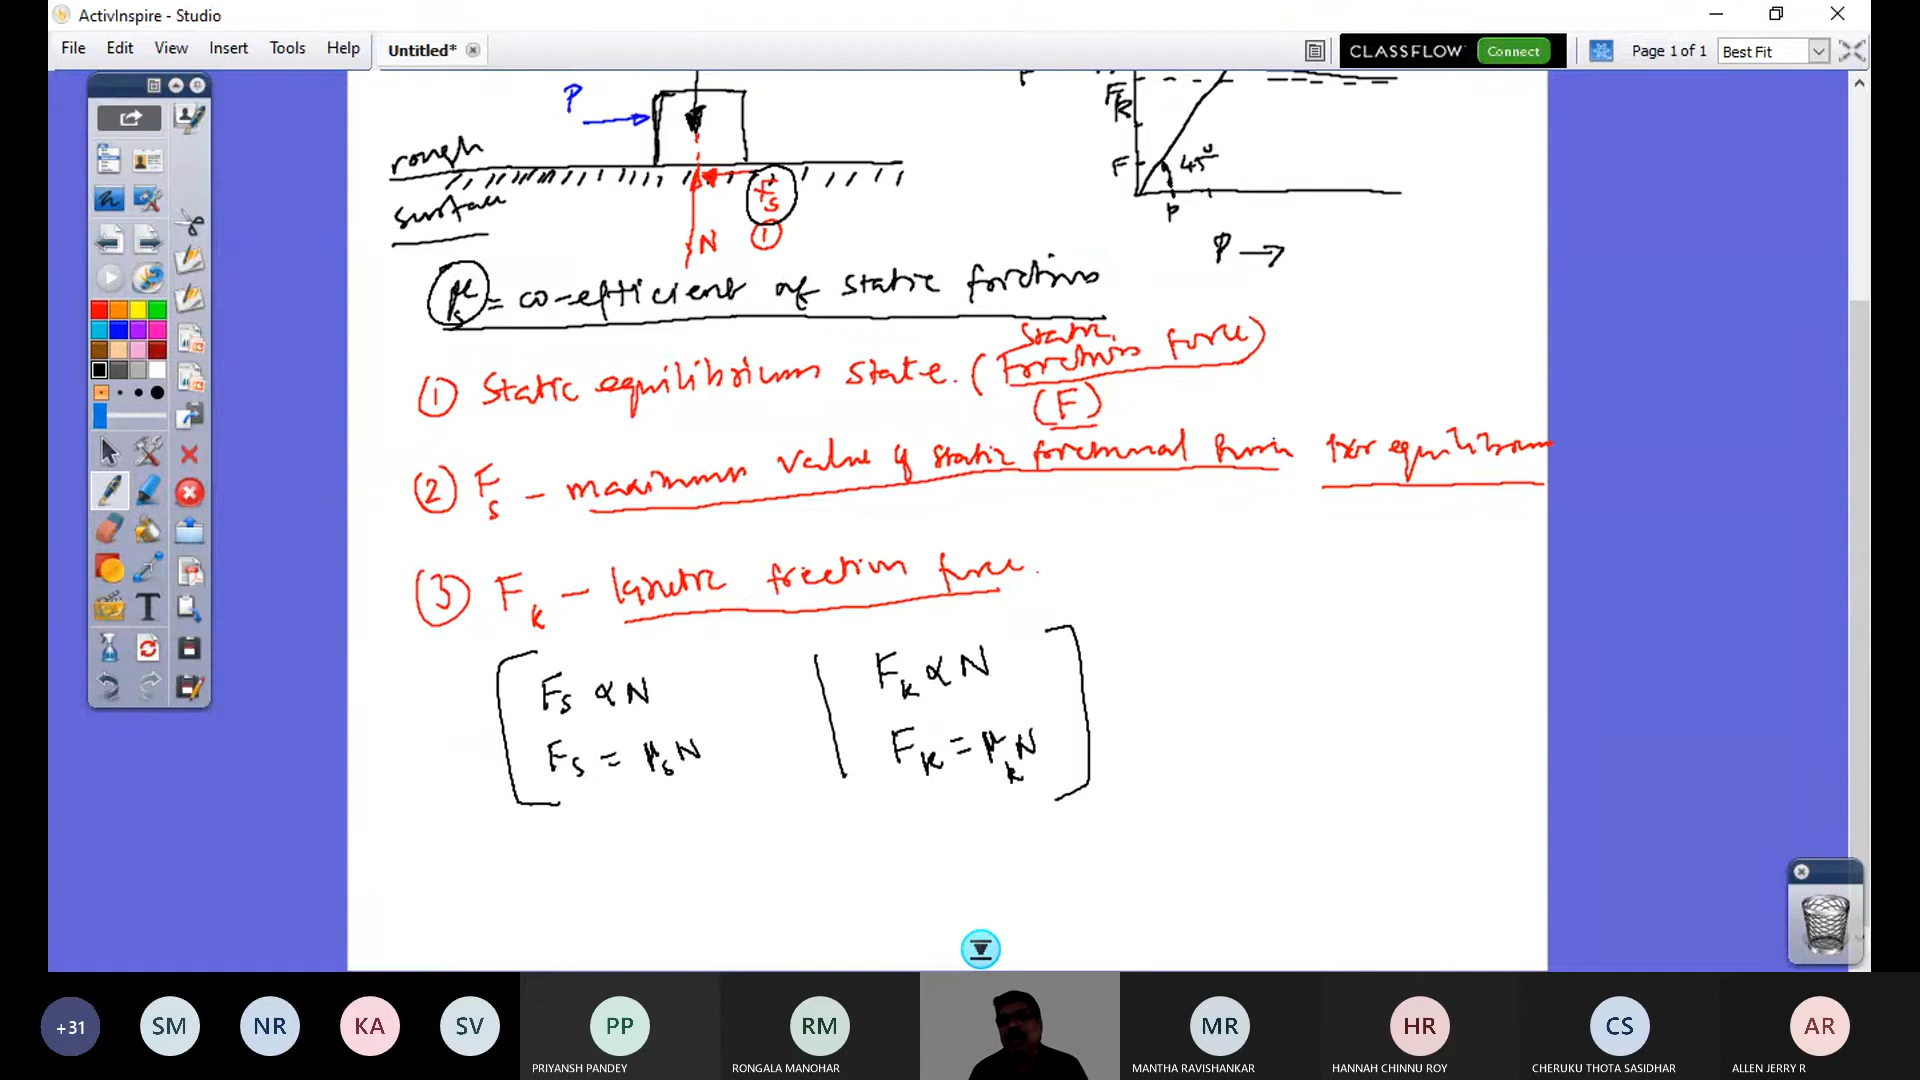 ActivInspire - Studio
File Edit View Insert Tools Help Untitled* CLASSFLOW Connect Page 1 of 1 Best Fit
P
rough
surface
Fs
1
N
F
Fk
F
45°
P
P →
μs = co-efficient of static friction
① Static equilibrium state. (Static Friction force)
(F)
② Fs – maximum value of static frictional force for equilibrium
③ Fk – kinetic friction force.
Fs ∝ N
Fk ∝ N
Fs = μs N
Fk = μk N
T
+31 SM NR KA SV PP RM MR HR CS AR
PRIYANSH PANDEY RONGALA MANOHAR MANTHA RAVISHANKAR HANNAH CHINNU ROY CHERUKU THOTA SASIDHAR ALLEN JERRY R